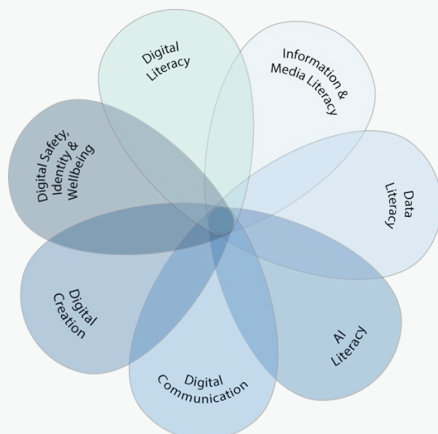 Digital
Literacy
Information &
Media Literacy
Data
Literacy
AI
Literacy
Digital
Communication
Digital
Creation
Digital Safety,
Identity &
Wellbeing